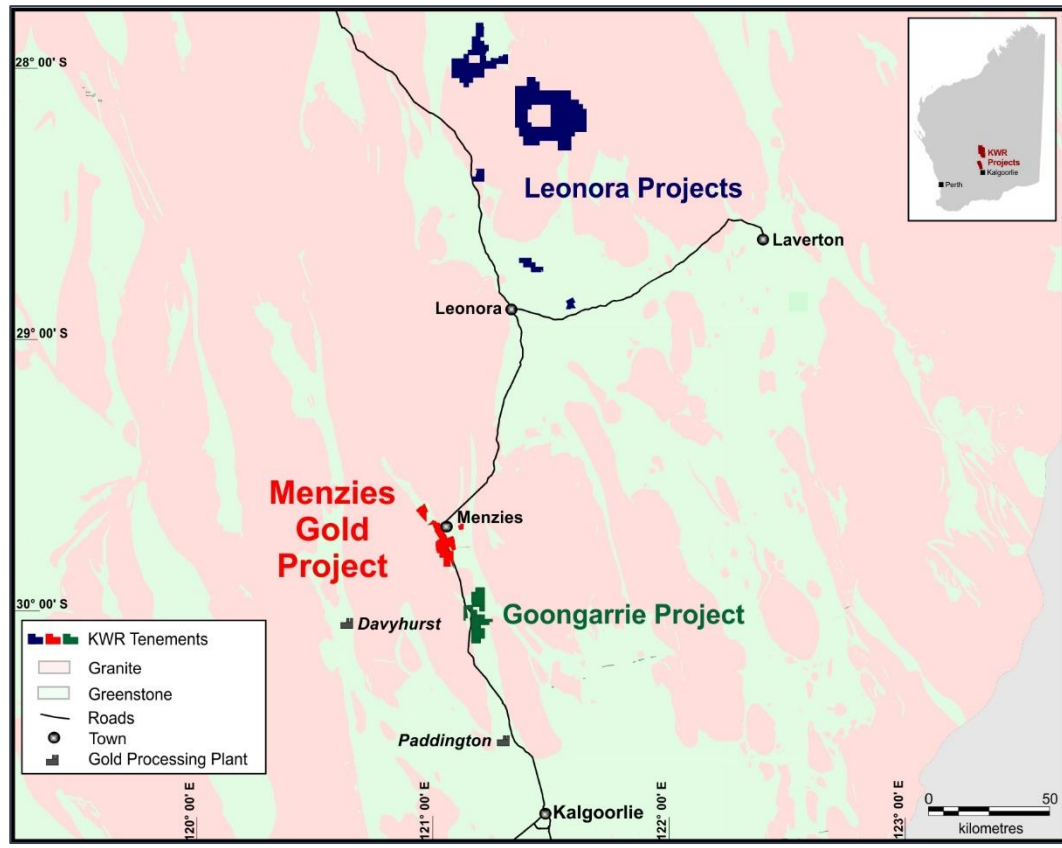 28° 00' S
KWR
Projects
Kalgoorlie
Perth
Leonora Projects
Laverton
Leonora
29° 00' S
Menzies
Gold
Project
Menzies
30° 00' S
Goongarrie Project
Davyhurst
KWR Tenements
Granite
Greenstone
Roads
Town
Gold Processing Plant
Paddington
Kalgoorlie
120° 00' E
121° 00' E
122° 00' E
123° 00' E
0 50
kilometres